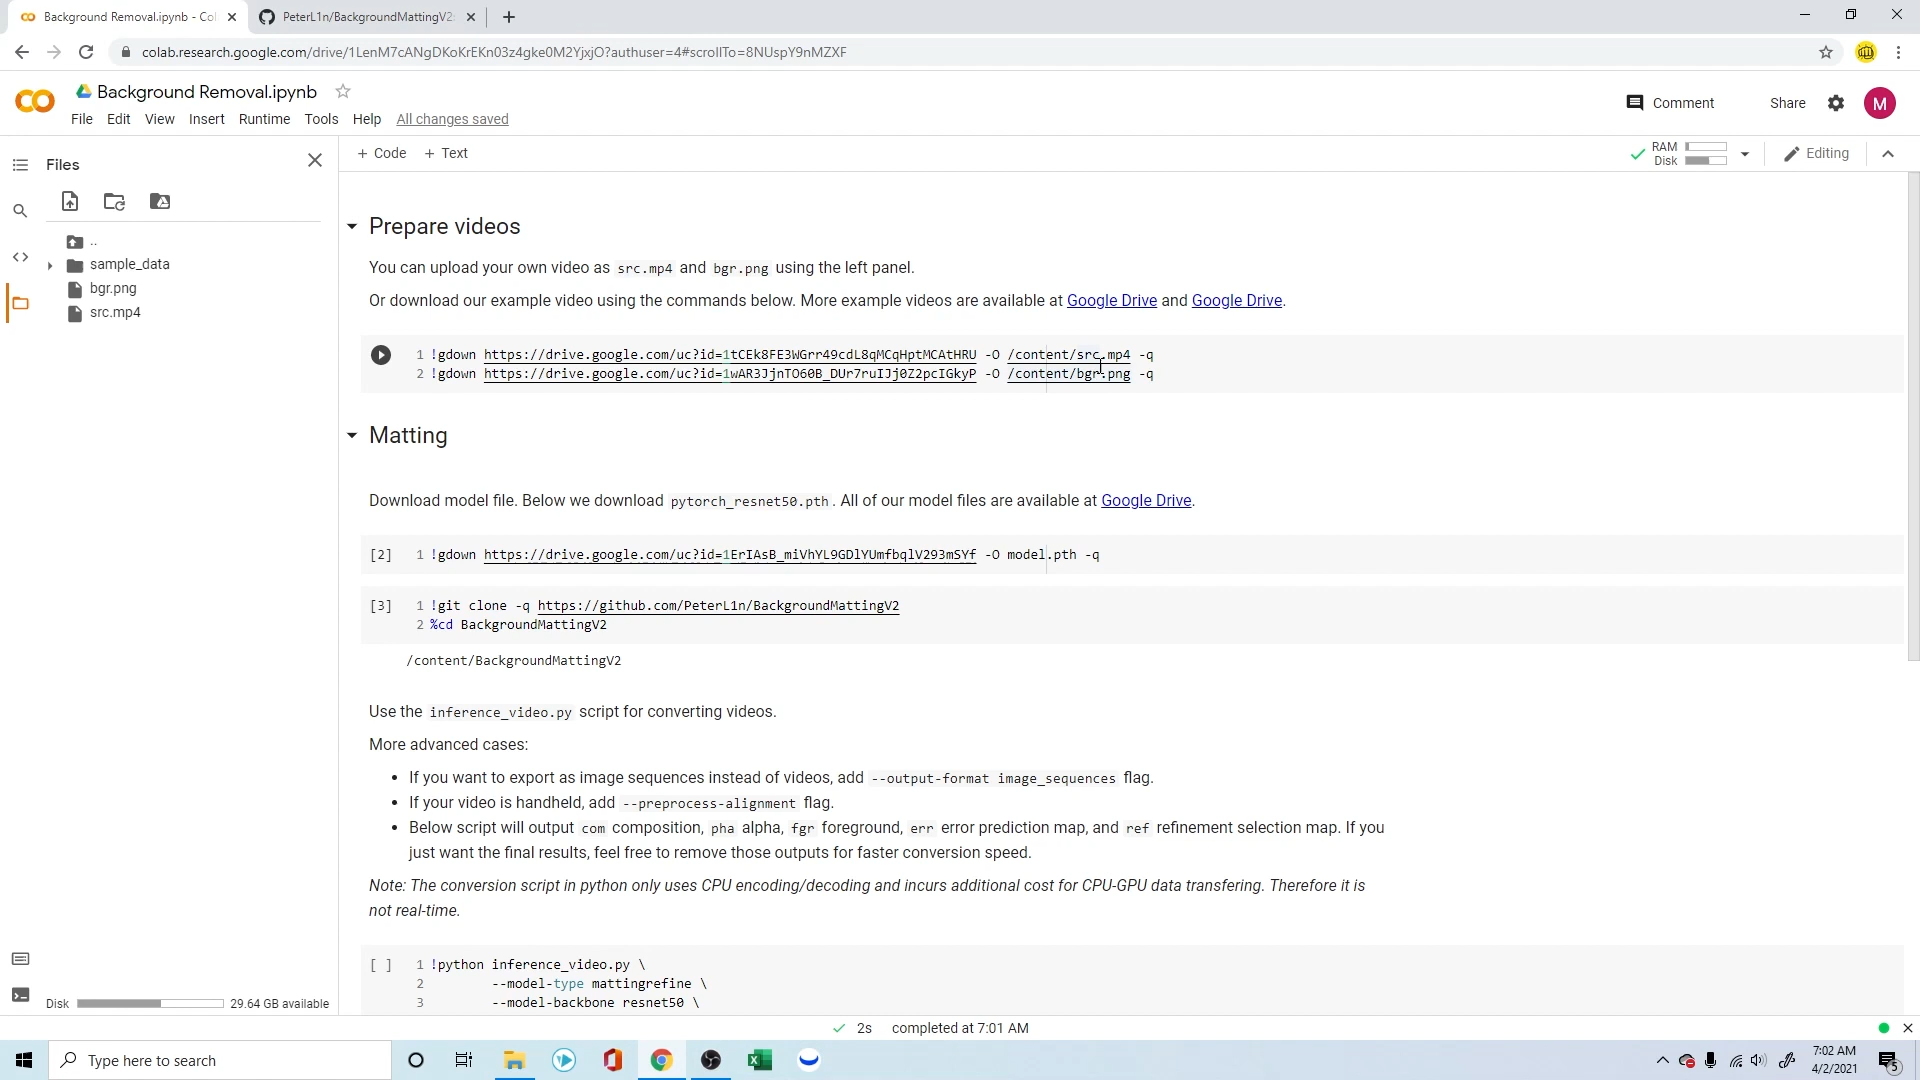 Background Removal.ipynb - Col
PeterL1n/BackgroundMattingV2:
colab.research.google.com/drive/1LenM7cANgDKoKrEKn03z4gke0M2YjxjO?authuser=4#scrollTo=8NUspY9nMZXF
Background Removal.ipynb
Comment
Share
M
File Edit View Insert Runtime Tools Help All changes saved
Files
+ Code + Text
RAM
Disk
Editing
..
sample_data
bgr.png
src.mp4
Prepare videos
You can upload your own video as src.mp4 and bgr.png using the left panel.
Or download our example video using the commands below. More example videos are available at Google Drive and Google Drive.
1 !gdown https://drive.google.com/uc?id=1tCEk8FE3WGrr49cdL8qMCqHptMCAtHRU -O /content/src.mp4 -q
2 !gdown https://drive.google.com/uc?id=1wAR3JjnTO60B_DUr7ruIJj0Z2pcIGkyP -O /content/bgr.png -q
Matting
Download model file. Below we download pytorch_resnet50.pth. All of our model files are available at Google Drive.
[2] 1 !gdown https://drive.google.com/uc?id=1ErIAsB_miVhYL9GDlYUmfbqlV293mSYf -O model.pth -q
[3] 1 !git clone -q https://github.com/PeterL1n/BackgroundMattingV2
2 %cd BackgroundMattingV2
/content/BackgroundMattingV2
Use the inference_video.py script for converting videos.
More advanced cases:
• If you want to export as image sequences instead of videos, add --output-format image_sequences flag.
• If your video is handheld, add --preprocess-alignment flag.
• Below script will output com composition, pha alpha, fgr foreground, err error prediction map, and ref refinement selection map. If you
just want the final results, feel free to remove those outputs for faster conversion speed.
Note: The conversion script in python only uses CPU encoding/decoding and incurs additional cost for CPU-GPU data transfering. Therefore it is
not real-time.
[ ] 1 !python inference_video.py \
2 --model-type mattingrefine \
3 --model-backbone resnet50 \
Disk 29.64 GB available
2s completed at 7:01 AM
Type here to search
7:02 AM
4/2/2021
5